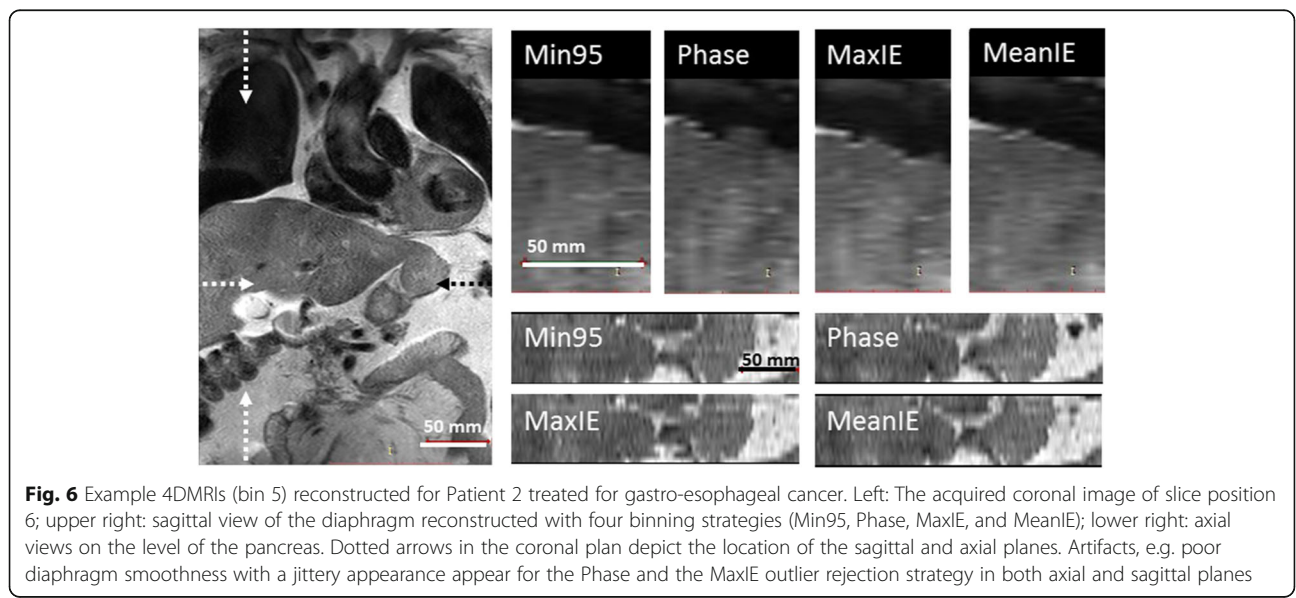 Min95
Phase
MaxIE
MeanIE
50 mm
Min95
50 mm
Phase
MaxIE
MeanIE
50 mm
Fig. 6 Example 4DMRIs (bin 5) reconstructed for Patient 2 treated for gastro-esophageal cancer. Left: The acquired coronal image of slice position
6; upper right: sagittal view of the diaphragm reconstructed with four binning strategies (Min95, Phase, MaxIE, and MeanIE); lower right: axial
views on the level of the pancreas. Dotted arrows in the coronal plan depict the location of the sagittal and axial planes. Artifacts, e.g. poor
diaphragm smoothness with a jittery appearance appear for the Phase and the MaxIE outlier rejection strategy in both axial and sagittal planes